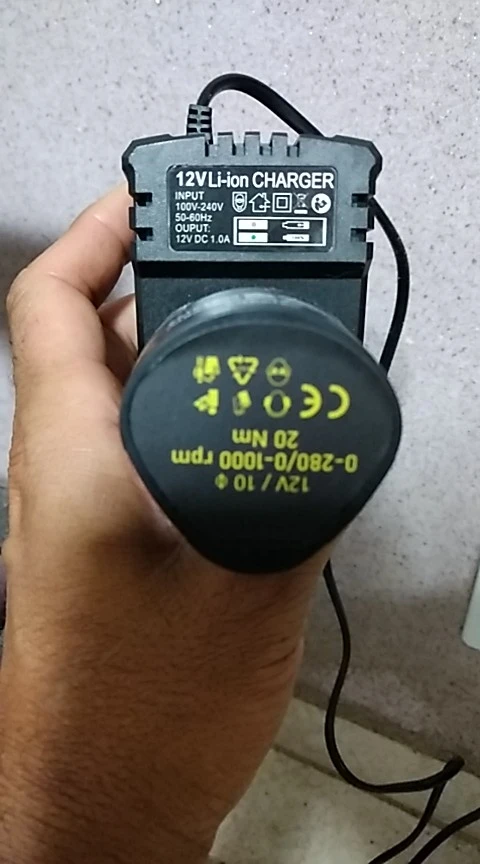 12V Li-ion CHARGER
INPUT
100V-240V
50-60Hz
OUPUT:
12V DC 1.0A
12V / 10 Φ
0-280/0-1000 rpm
20 Nm
CE